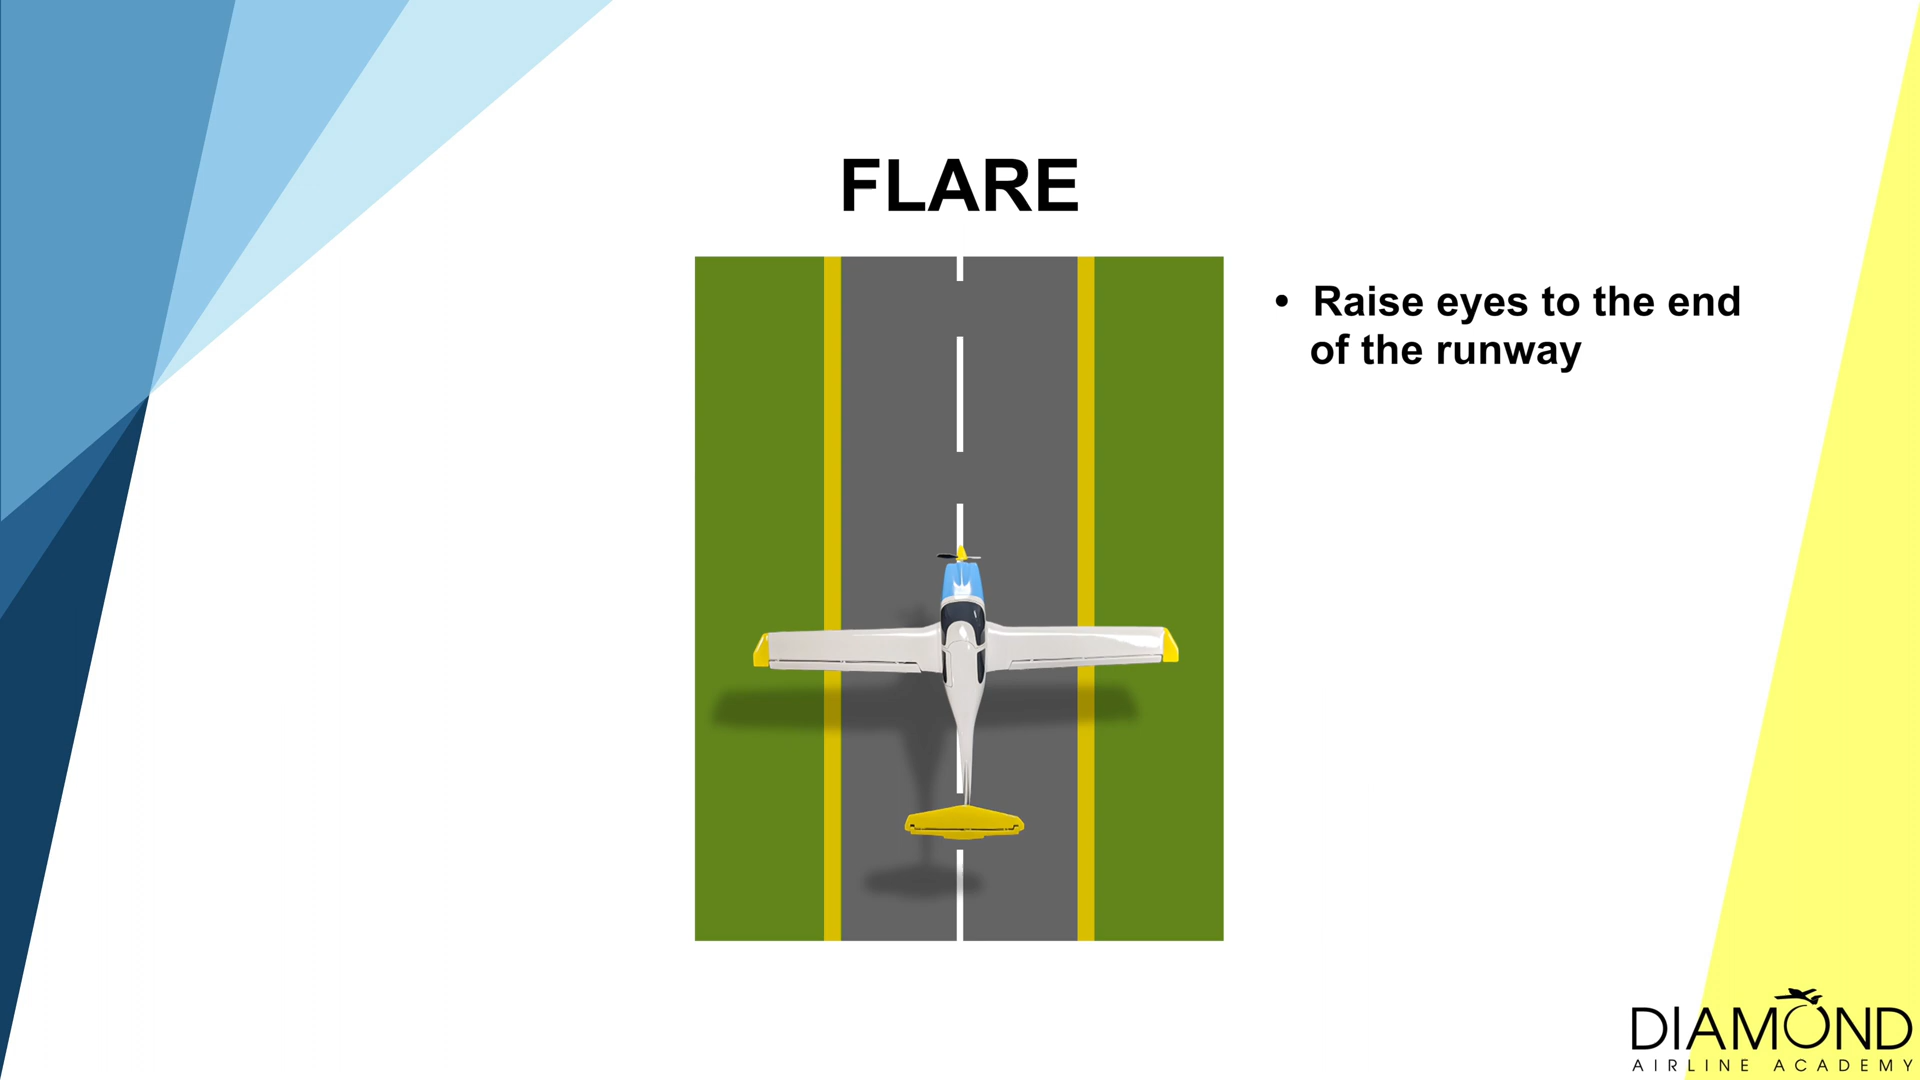 FLARE
• Raise eyes to the end
of the runway
DIAMOND
AIRLINE ACADEMY